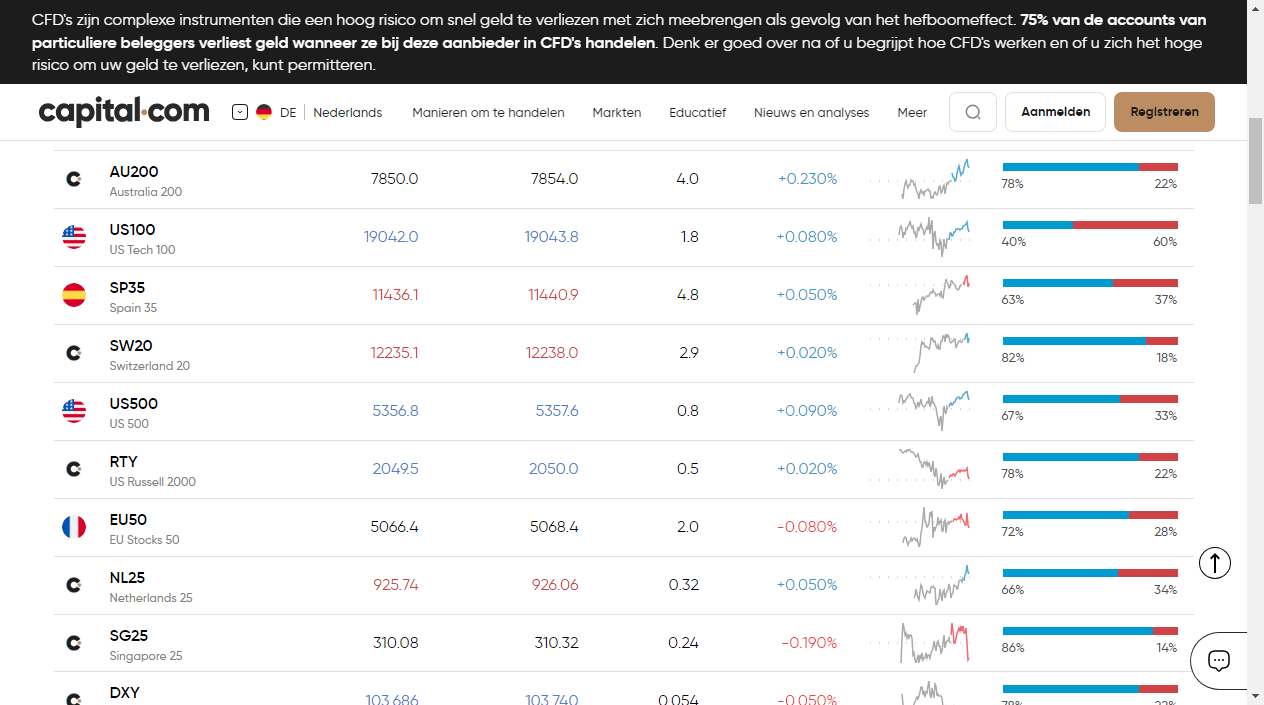 CFD's zijn complexe instrumenten die een hoog risico om snel geld te verliezen met zich meebrengen als gevolg van het hefboomeffect. 75% van de accounts van
particuliere beleggers verliest geld wanneer ze bij deze aanbieder in CFD's handelen. Denk er goed over na of u begrijpt hoe CFD's werken en of u zich het hoge
risico om uw geld te verliezen, kunt permitteren.
capital.com DE Nederlands Manieren om te handelen Markten Educatief Nieuws en analyses Meer Aanmelden Registreren
AU200 7850.0 7854.0 4.0 +0.230%
Australia 200 78% 22%
US100 19042.0 19043.8 1.8 +0.080%
US Tech 100 40% 60%
SP35 11436.1 11440.9 4.8 +0.050%
Spain 35 63% 37%
SW20 12235.1 12238.0 2.9 +0.020%
Switzerland 20 82% 18%
US500 5356.8 5357.6 0.8 +0.090%
US 500 67% 33%
RTY 2049.5 2050.0 0.5 +0.020%
US Russell 2000 78% 22%
EU50 5066.4 5068.4 2.0 -0.080%
EU Stocks 50 72% 28%
NL25 925.74 926.06 0.32 +0.050%
Netherlands 25 66% 34%
SG25 310.08 310.32 0.24 -0.190%
Singapore 25 86% 14%
DXY 103.686 103.740 0.054 -0.050%
78% 22%